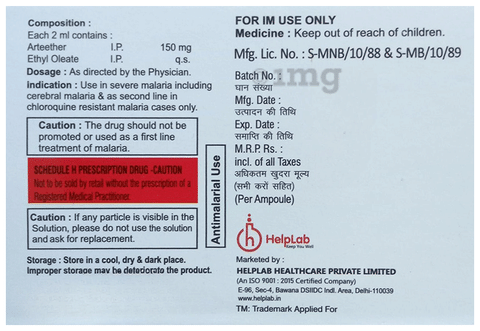 Composition :
Each 2 ml contains :
Arteether I.P. 150 mg
Ethyl Oleate I.P. q.s.
Dosage : As directed by the Physician.
Indication : Use in severe malaria including
cerebral malaria & as second line in
chloroquine resistant malaria cases only.
Caution : The drug should not be
promoted or used as a first line
treatment of malaria.
SCHEDULE H PRESCRIPTION DRUG -CAUTION
Not to be sold by retail without the prescription of a
Registered Medical Practitioner.
Caution : If any particle is visible in the
Solution, please do not use the solution
and ask for replacement.
Storage : Store in a cool, dry & dark place.
Improper storage may be deteriorate the product.
Antimalarial Use
FOR IM USE ONLY
Medicine : Keep out of reach of children.
Mfg. Lic. No. : S-MNB/10/88 & S-MB/10/89
1mg
Batch No. :
घान संख्या
Mfg. Date :
उत्पादन की तिथि
Exp. Date :
समाप्ति की तिथि
M.R.P. Rs. :
incl. of all Taxes
अधिकतम खुदरा मूल्य
(सभी करों सहित)
(Per Ampoule)
HelpLab
Keep You Well
Marketed by :
HELPLAB HEALTHCARE PRIVATE LIMITED
(An ISO 9001 : 2015 Certified Company)
E-96, Sec-4, Bawana DSIIDC Indl. Area, Delhi-110039
www.helplab.in
TM: Trademark Applied For